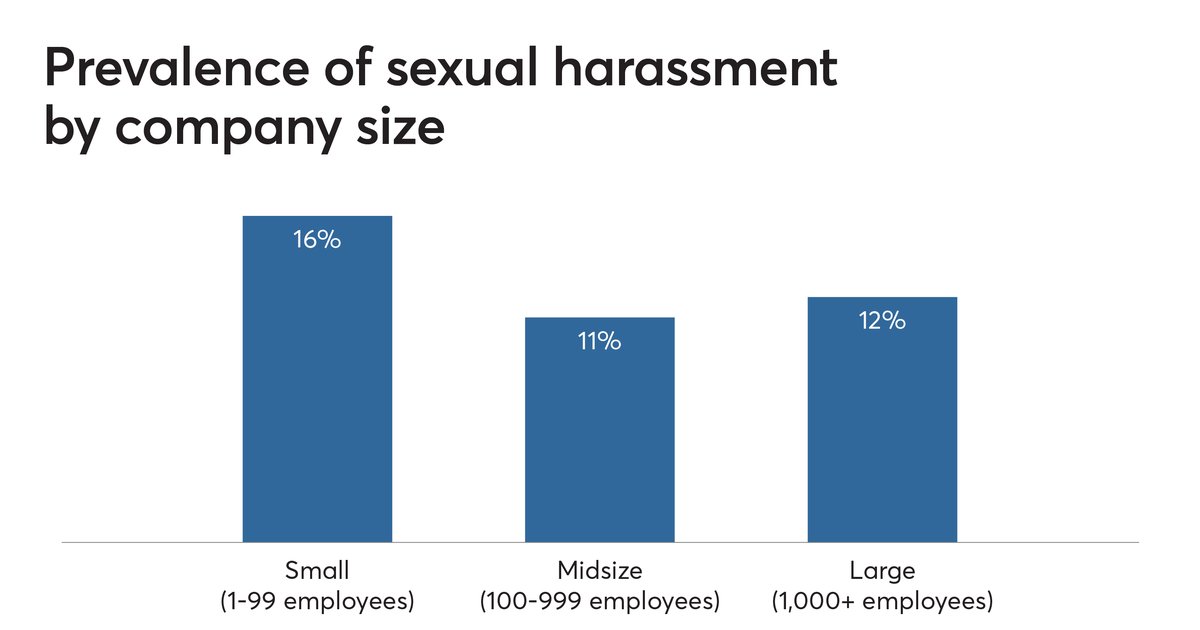 Prevalence of sexual harassment
by company size
16%
11%
12%
Small
(1-99 employees)
Midsize
(100-999 employees)
Large
(1,000+ employees)